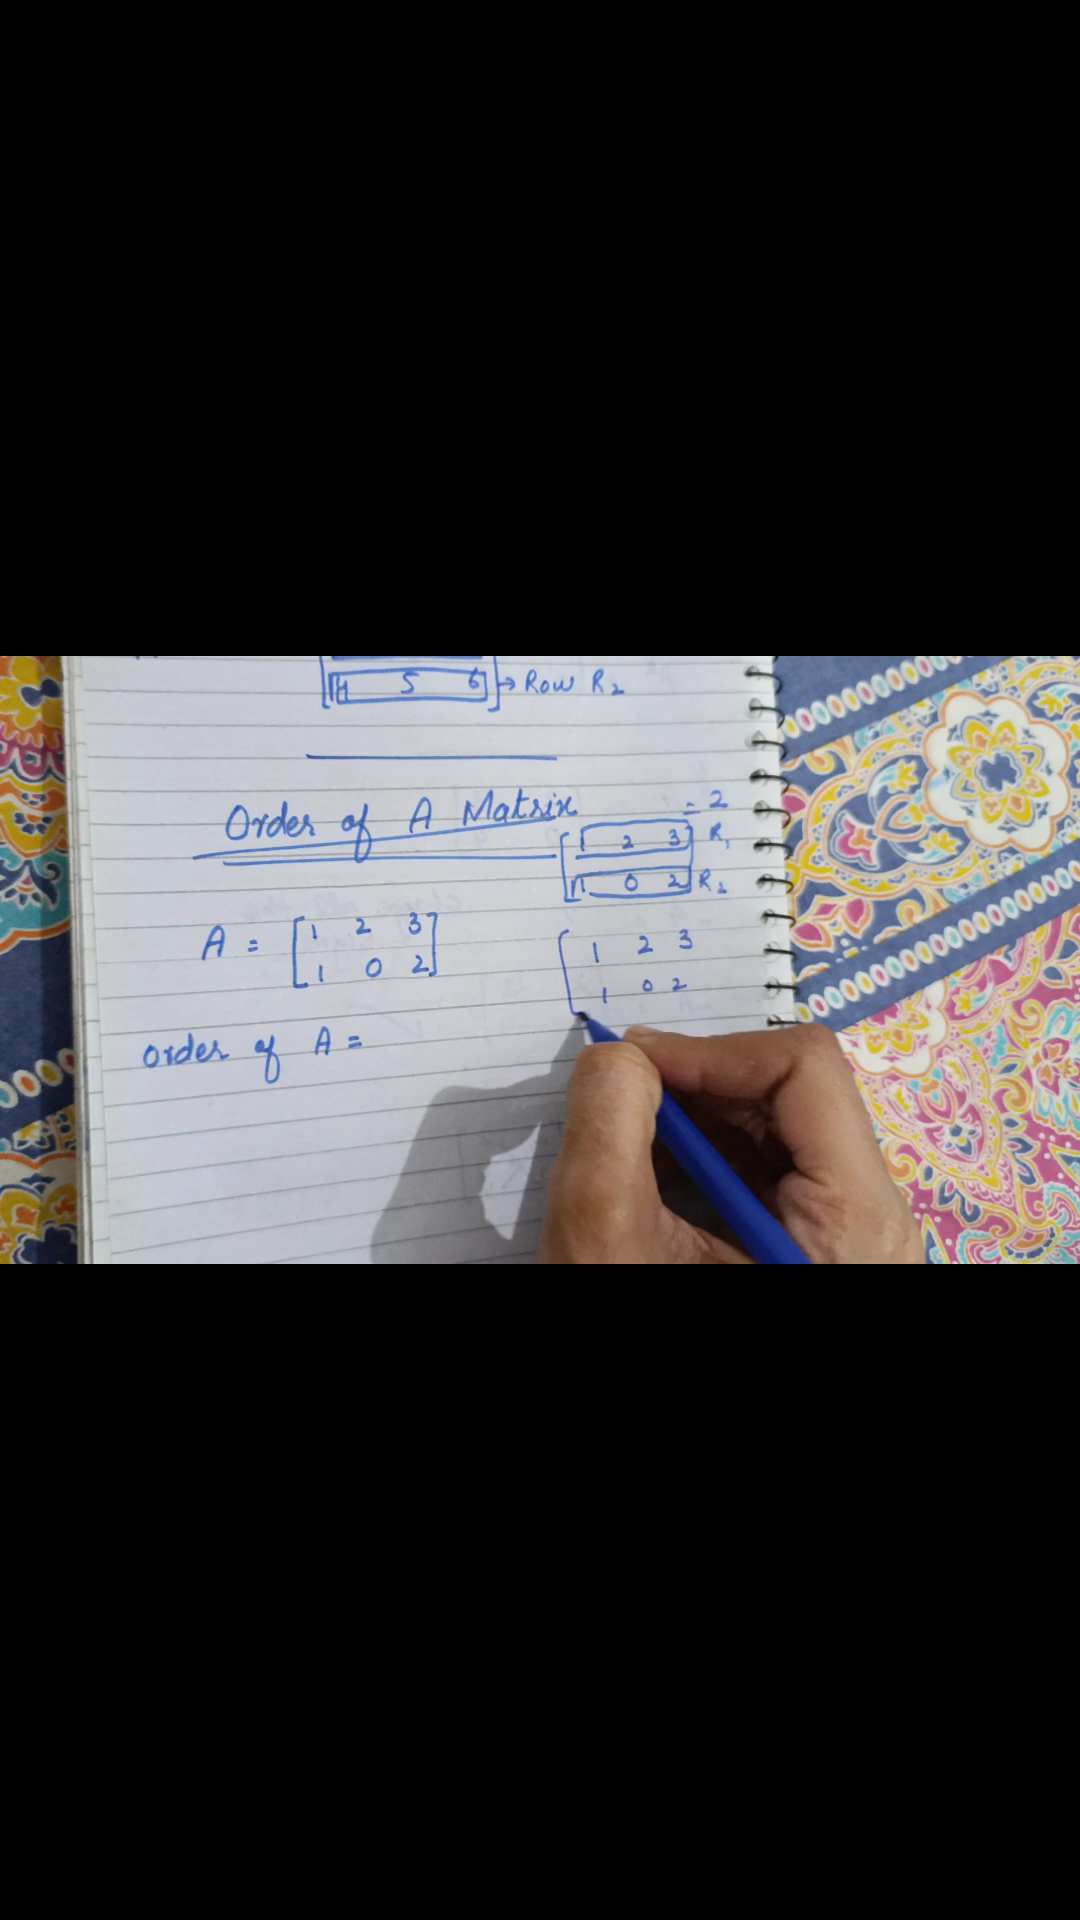 4 5 6 → Row R2
Order of A Matrix
= 2
1 2 3 R1
1 0 2 R2
A = 1 2 3
1 0 2
1 2 3
1 0 2
order of A =